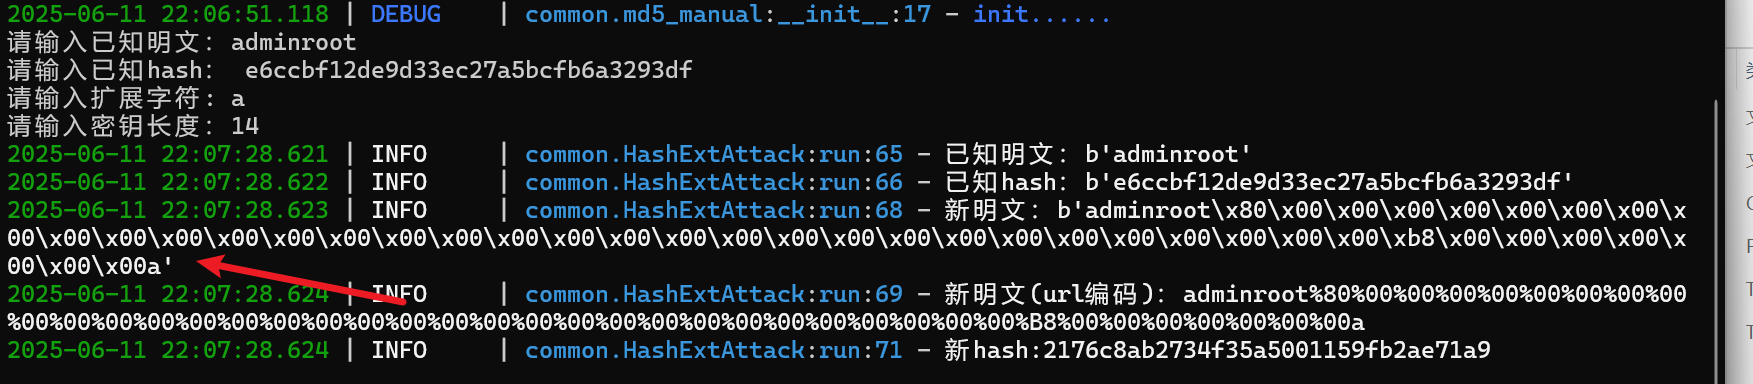 2025-06-11 22:06:51.118 | DEBUG    | common.md5_manual:__init__:17 - init......
请输入已知明文：adminroot
请输入已知hash： e6ccbf12de9d33ec27a5bcfb6a3293df
请输入扩展字符：a
请输入密钥长度：14
2025-06-11 22:07:28.621 | INFO     | common.HashExtAttack:run:65 - 已知明文：b'adminroot'
2025-06-11 22:07:28.622 | INFO     | common.HashExtAttack:run:66 - 已知hash：b'e6ccbf12de9d33ec27a5bcfb6a3293df'
2025-06-11 22:07:28.623 | INFO     | common.HashExtAttack:run:68 - 新明文：b'adminroot\x80\x00\x00\x00\x00\x00\x00\x00\x
00\x00\x00\x00\x00\x00\x00\x00\x00\x00\x00\x00\x00\x00\x00\x00\x00\x00\x00\x00\x00\x00\x00\x00\x00\xb8\x00\x00\x00\x00\x
00\x00\x00a'
2025-06-11 22:07:28.624 | INFO     | common.HashExtAttack:run:69 - 新明文(url编码)：adminroot%80%00%00%00%00%00%00%00%00
%00%00%00%00%00%00%00%00%00%00%00%00%00%00%00%00%00%00%00%00%00%00%00%00%B8%00%00%00%00%00%00%00a
2025-06-11 22:07:28.624 | INFO     | common.HashExtAttack:run:71 - 新hash:2176c8ab2734f35a5001159fb2ae71a9